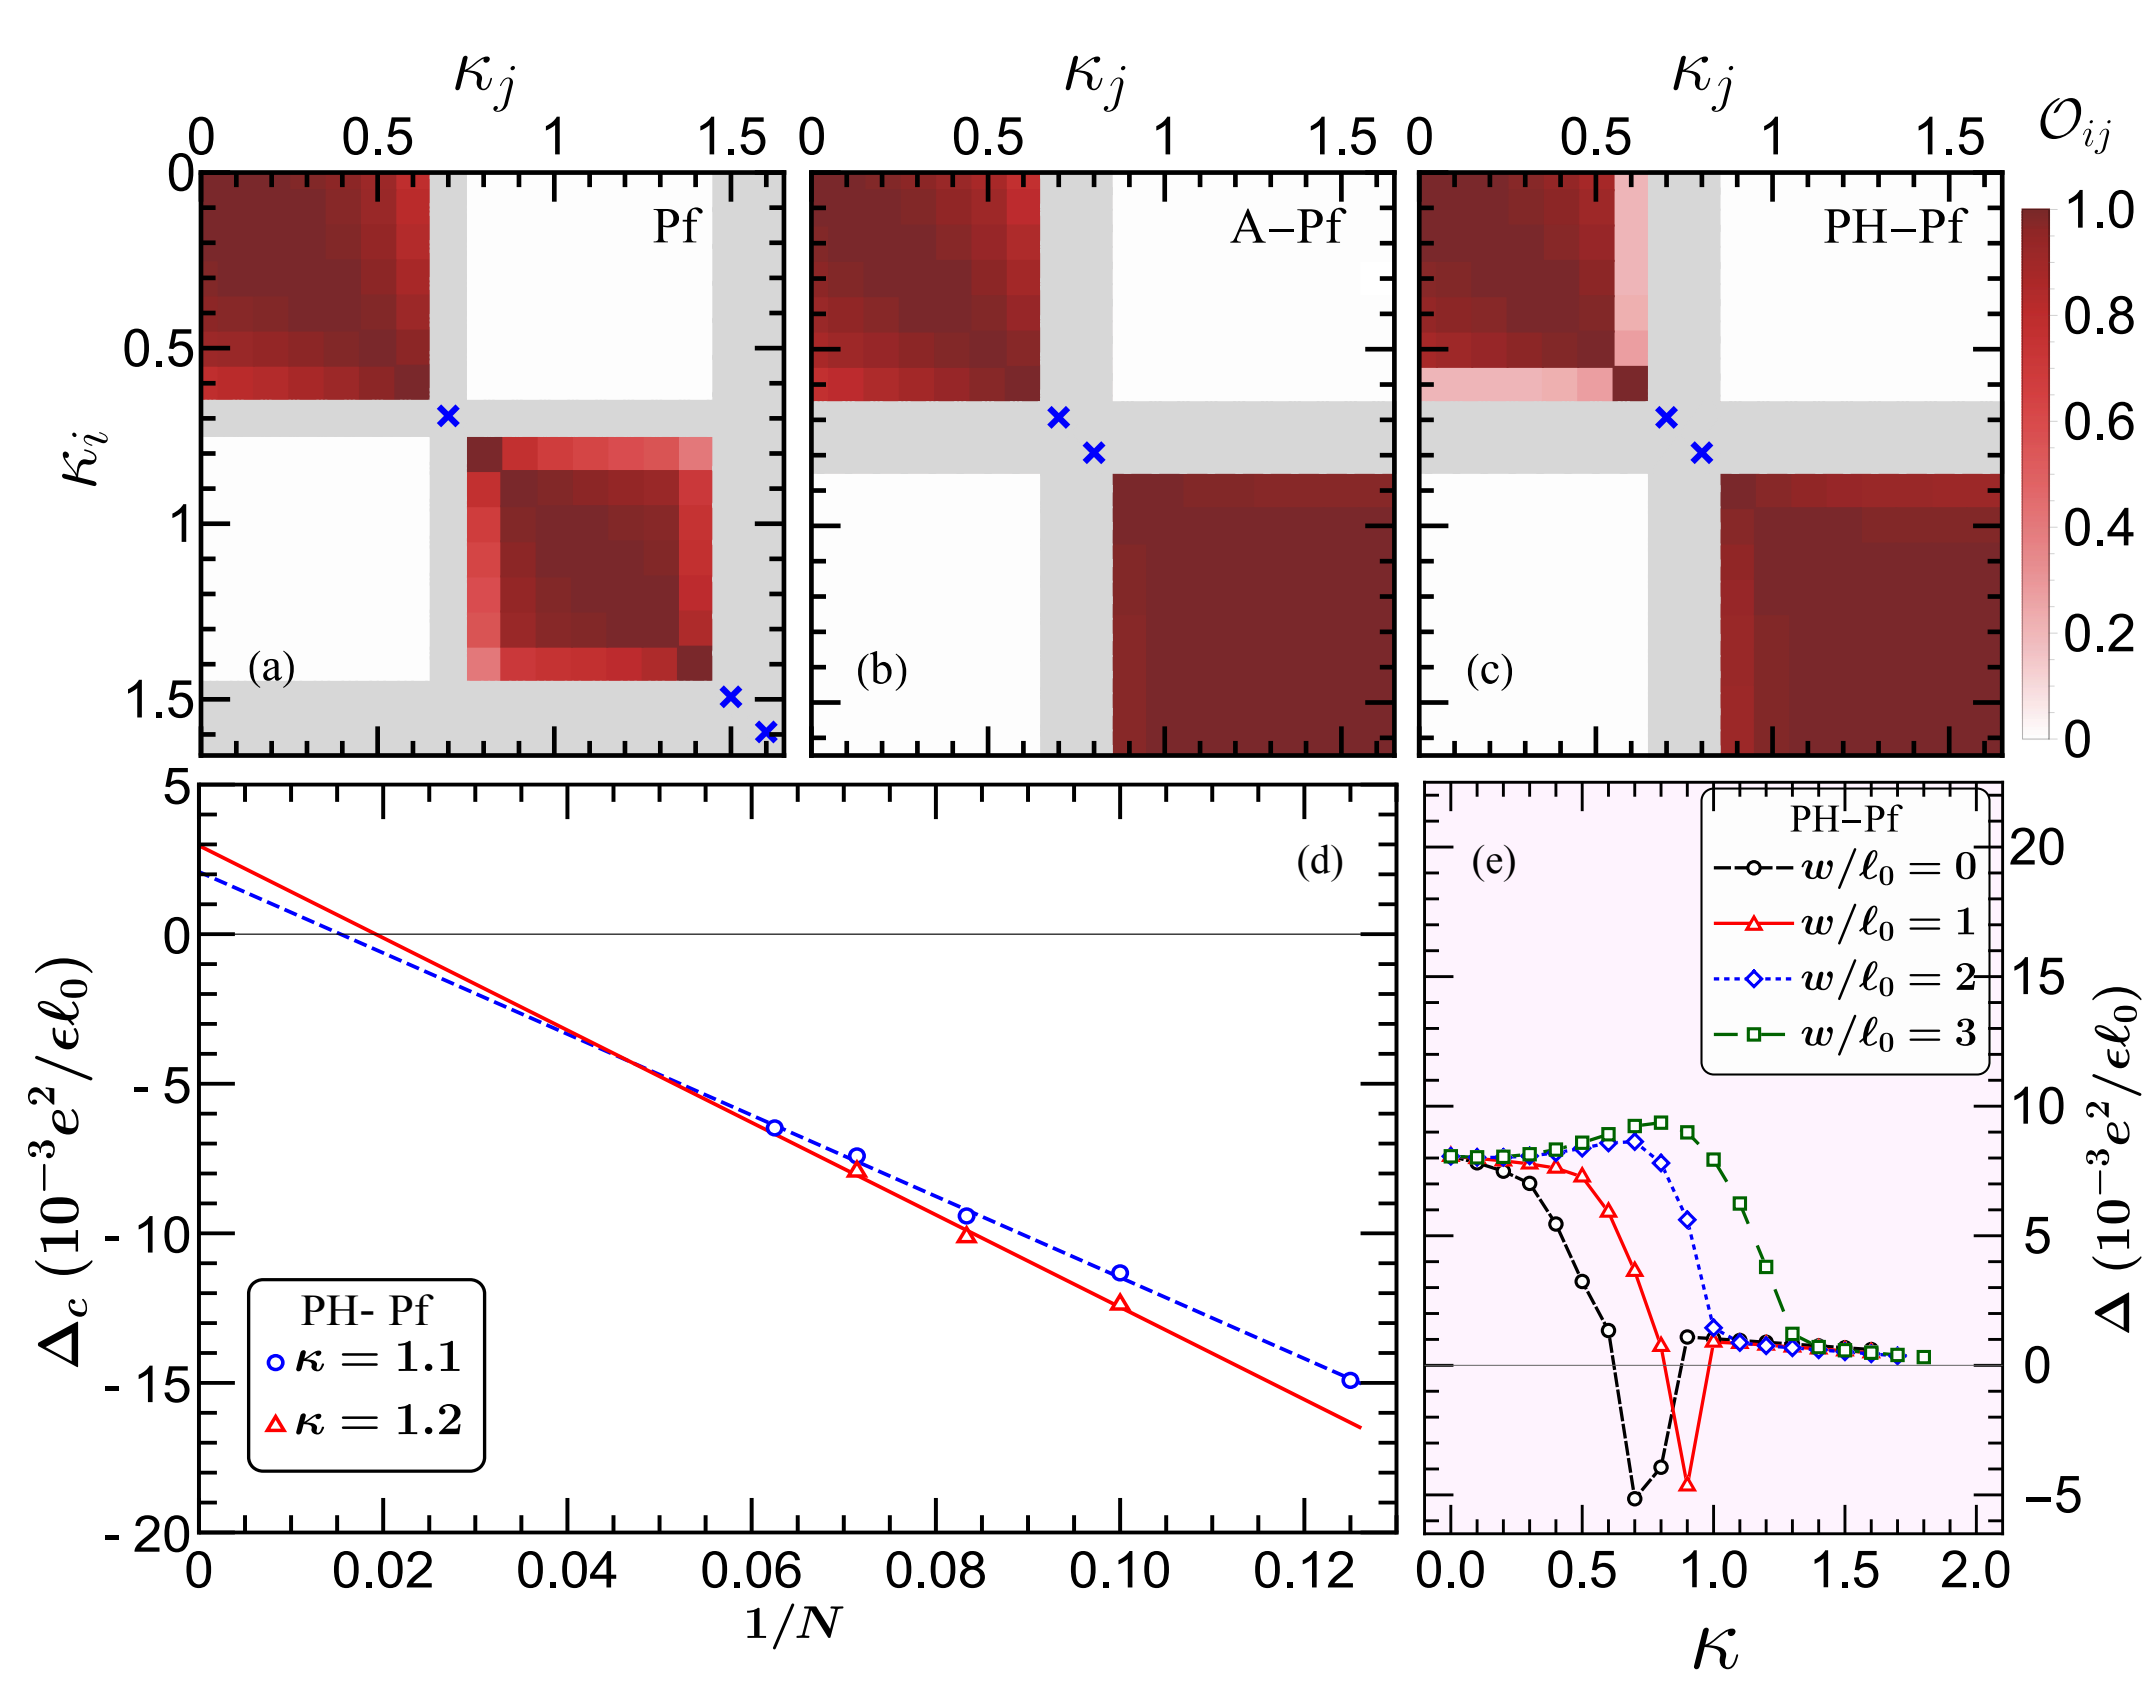 κj κj κj
0 0.5 1 1.5 0 0.5 1 1.5 0 0.5 1 1.5 𝒪ij
0 0.5 1 1.5
κi
Pf
(a)
A–Pf
(b)
PH–Pf
(c)
1.0
0.8
0.6
0.4
0.2
0
5
0
- 5
- 10
- 15
- 20
Δc (10−3e2/ϵℓ0)
(d)
PH- Pf
κ = 1.1
κ = 1.2
0 0.02 0.04 0.06 0.08 0.10 0.12
1/N
(e)
PH–Pf
w/ℓ0 = 0
w/ℓ0 = 1
w/ℓ0 = 2
w/ℓ0 = 3
20
15
10
5
0
−5
Δ (10−3e2/ϵℓ0)
0.0 0.5 1.0 1.5 2.0
κ